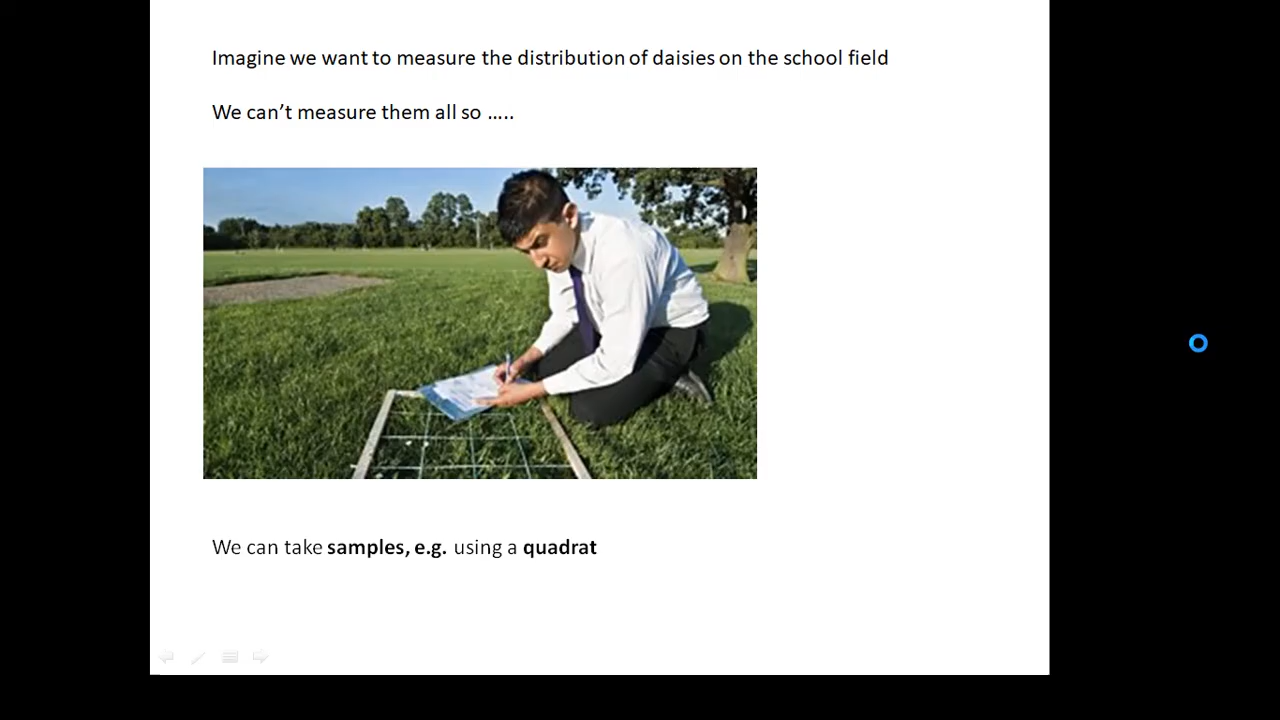 Imagine we want to measure the distribution of daisies on the school field
We can’t measure them all so …..
We can take samples, e.g. using a quadrat